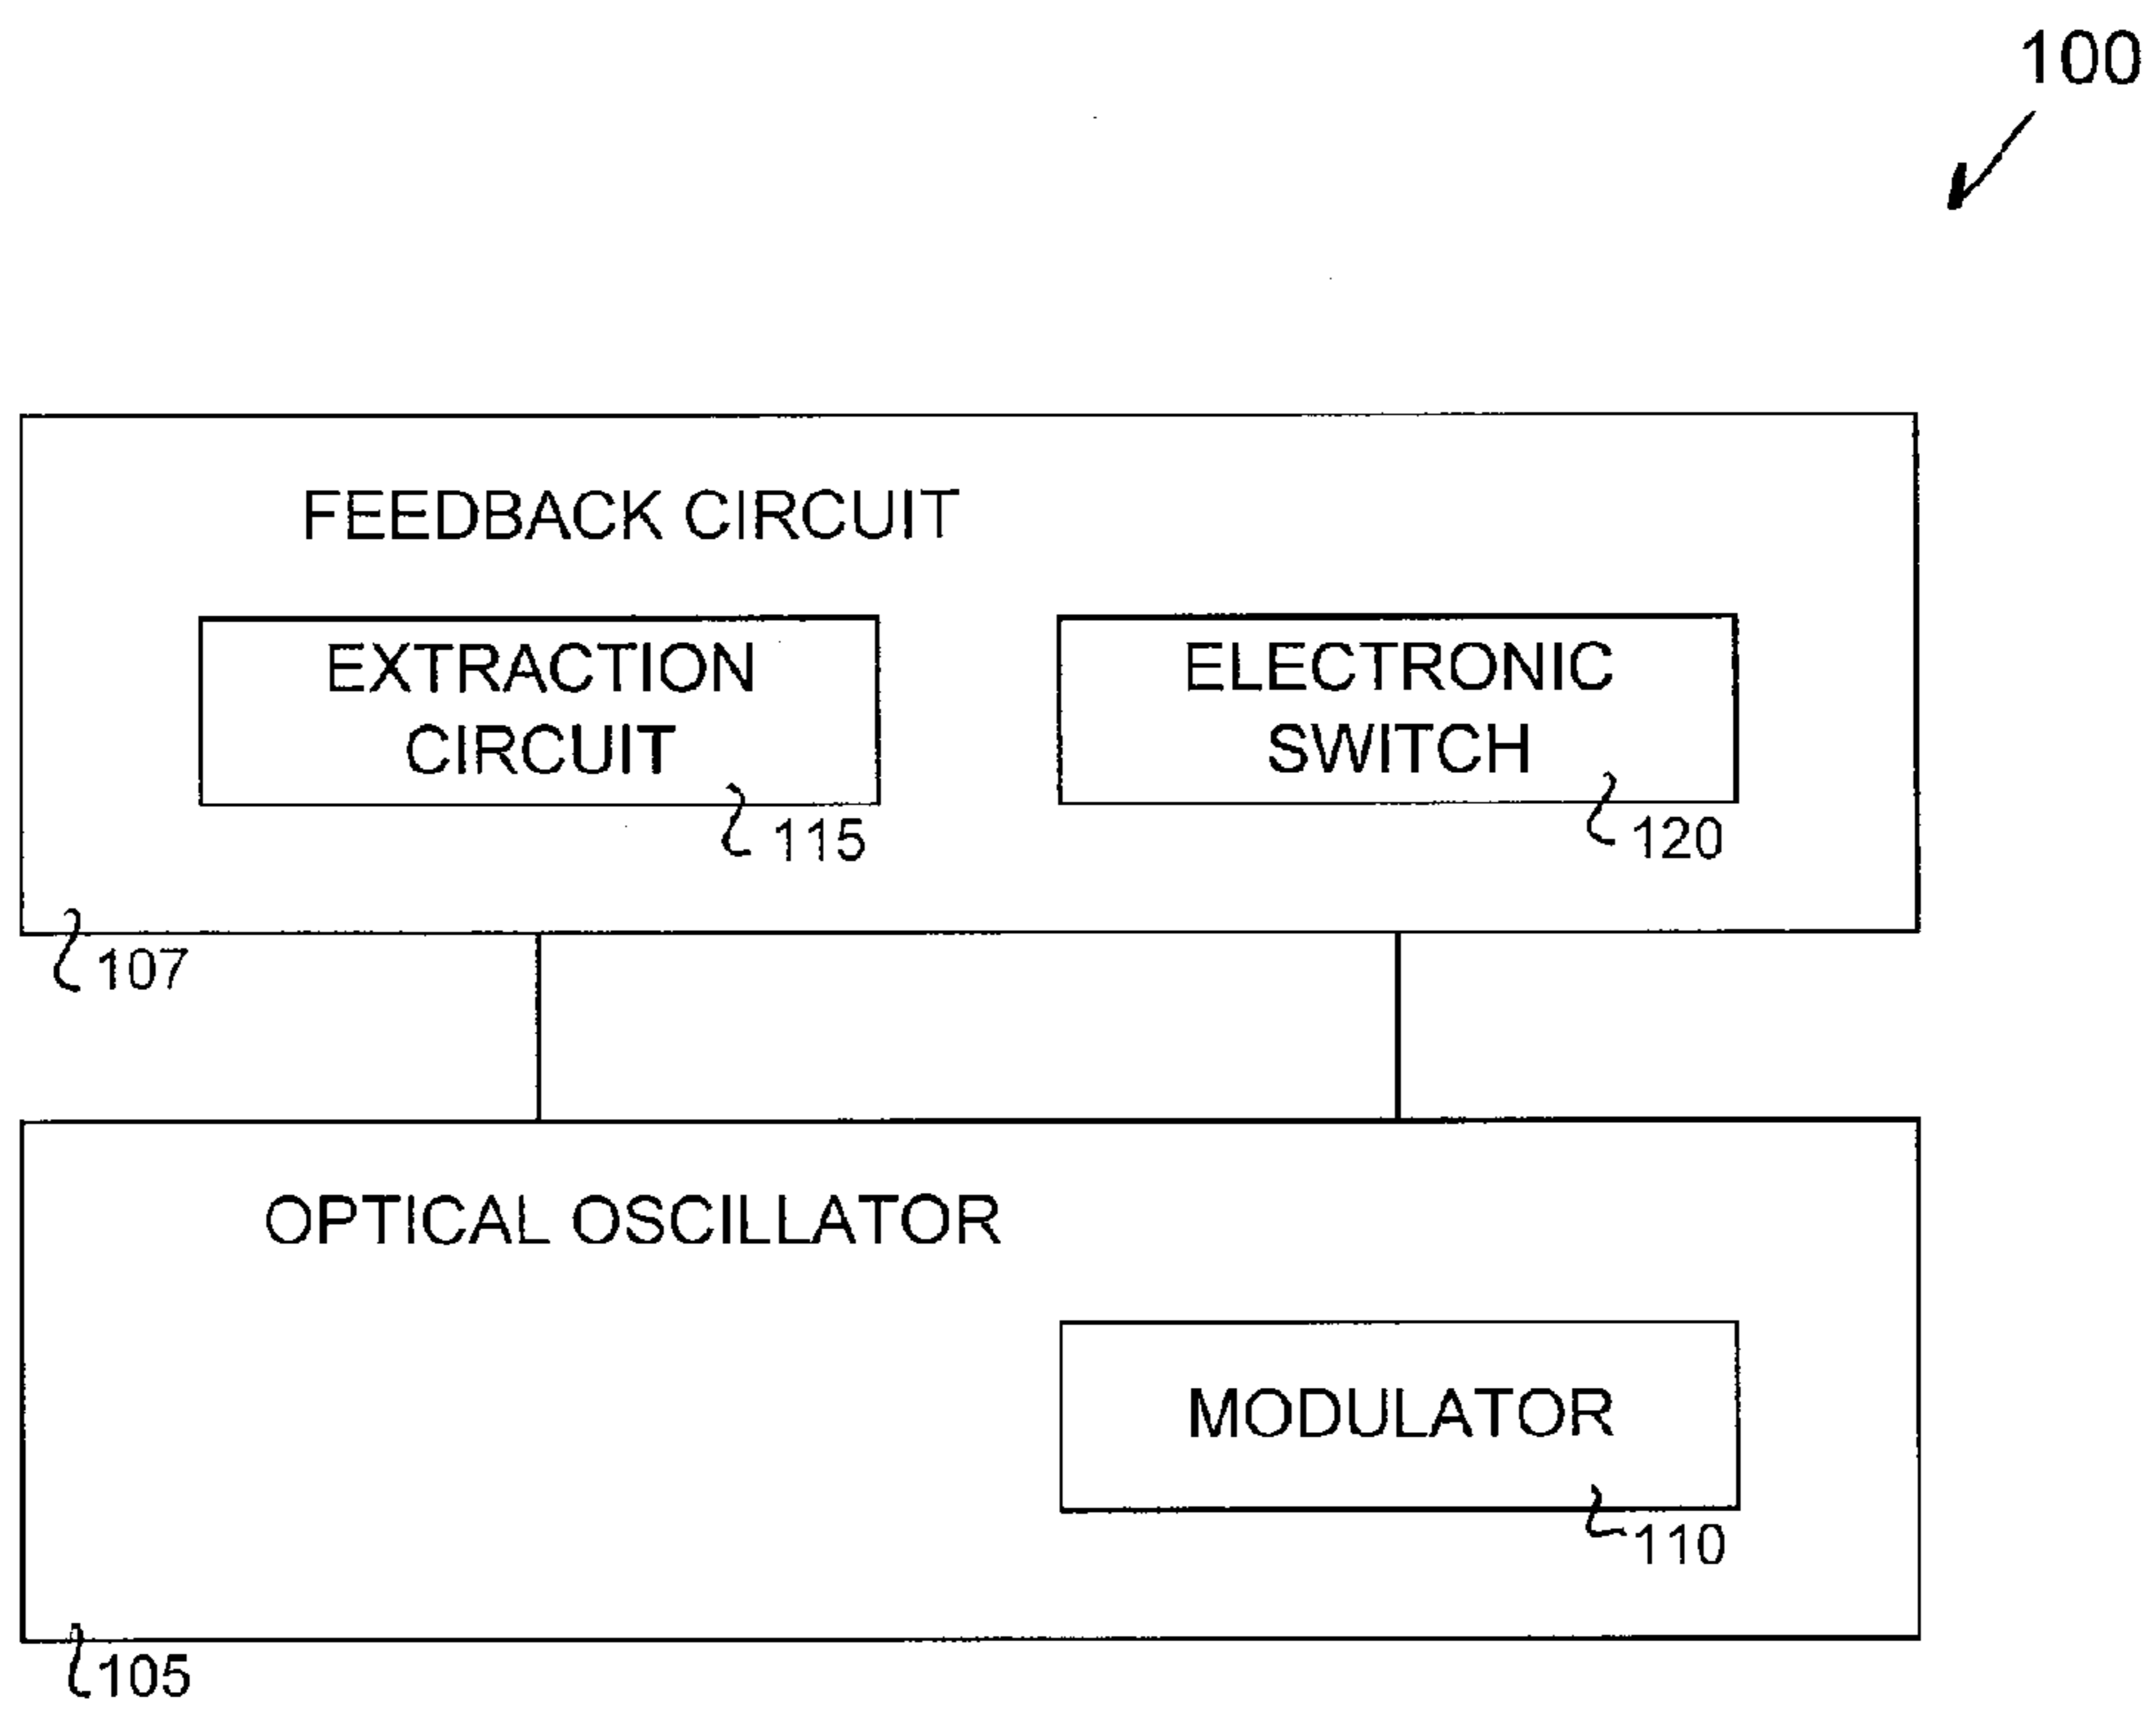 100
FEEDBACK CIRCUIT
EXTRACTION
CIRCUIT
115
ELECTRONIC
SWITCH
120
107
OPTICAL OSCILLATOR
MODULATOR
110
105